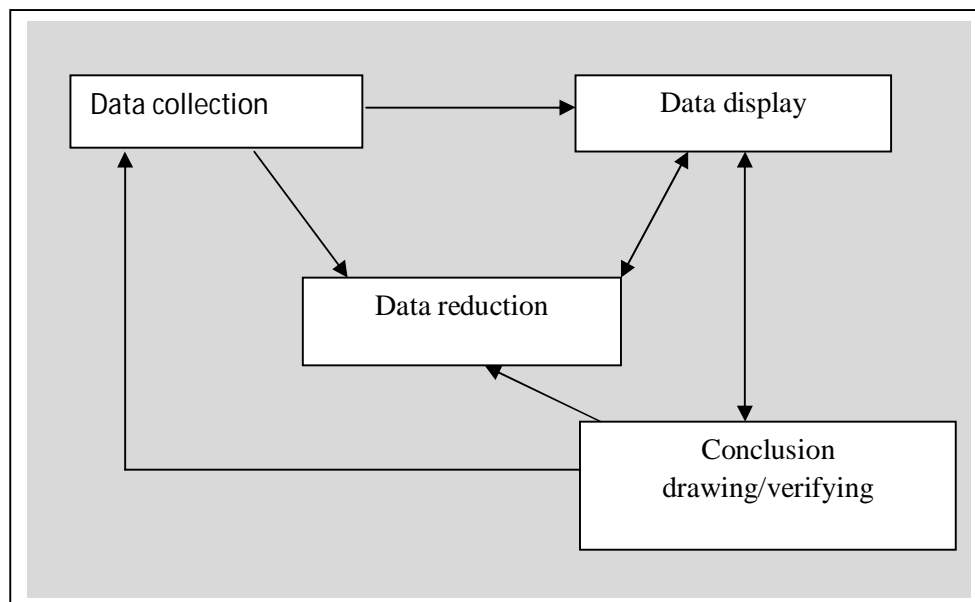 Data collection
Data display
Data reduction
Conclusion
drawing/verifying